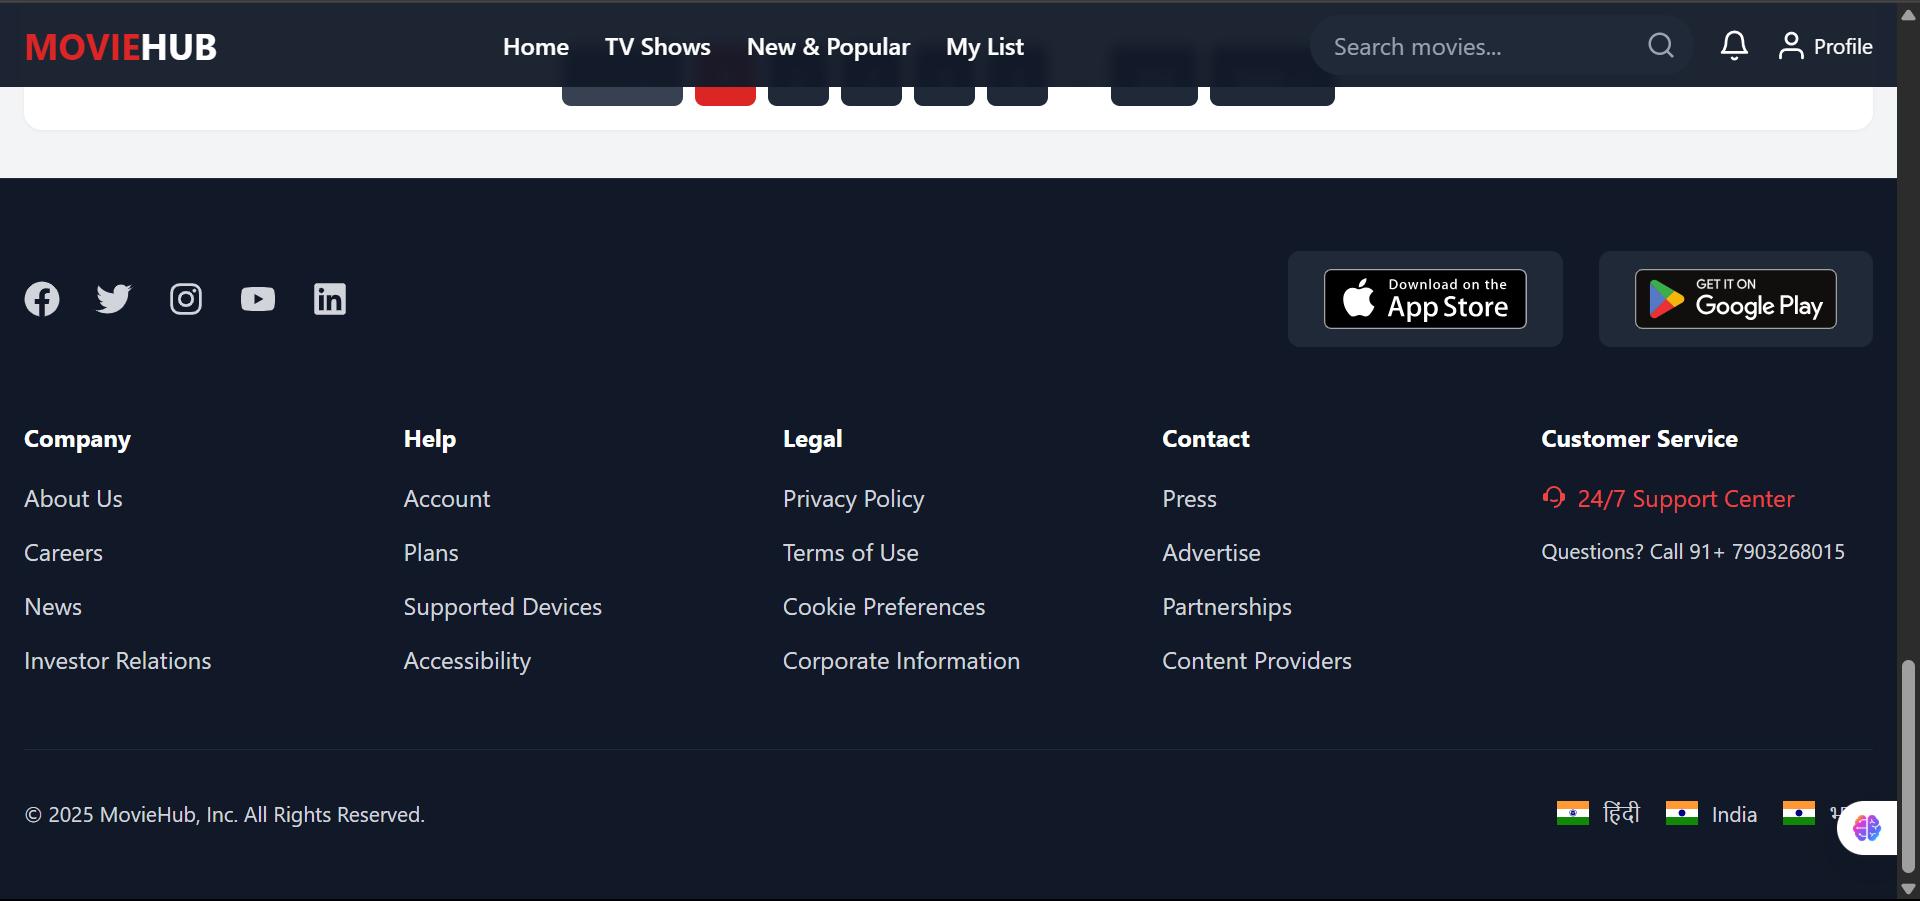 MOVIEHUB
Home TV Shows New & Popular My List
Search movies...
Profile
Download on the
App Store
GET IT ON
Google Play
Company
About Us
Careers
News
Investor Relations
Help
Account
Plans
Supported Devices
Accessibility
Legal
Privacy Policy
Terms of Use
Cookie Preferences
Corporate Information
Contact
Press
Advertise
Partnerships
Content Providers
Customer Service
24/7 Support Center
Questions? Call 91+ 7903268015
© 2025 MovieHub, Inc. All Rights Reserved.
हिंदी India